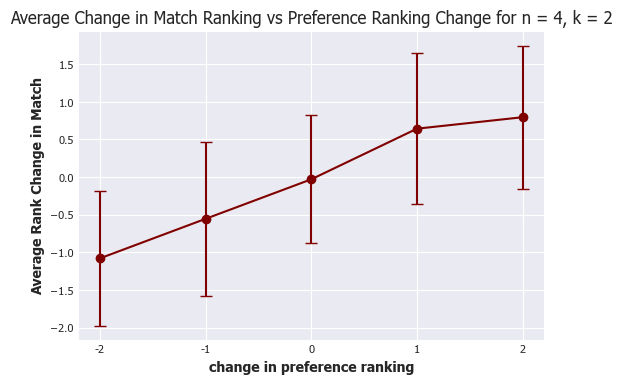 Average Change in Match Ranking vs Preference Ranking Change for n = 4, k = 2
Average Rank Change in Match
1.5
1.0
0.5
0.0
−0.5
−1.0
−1.5
−2.0
-2 -1 0 1 2
change in preference ranking